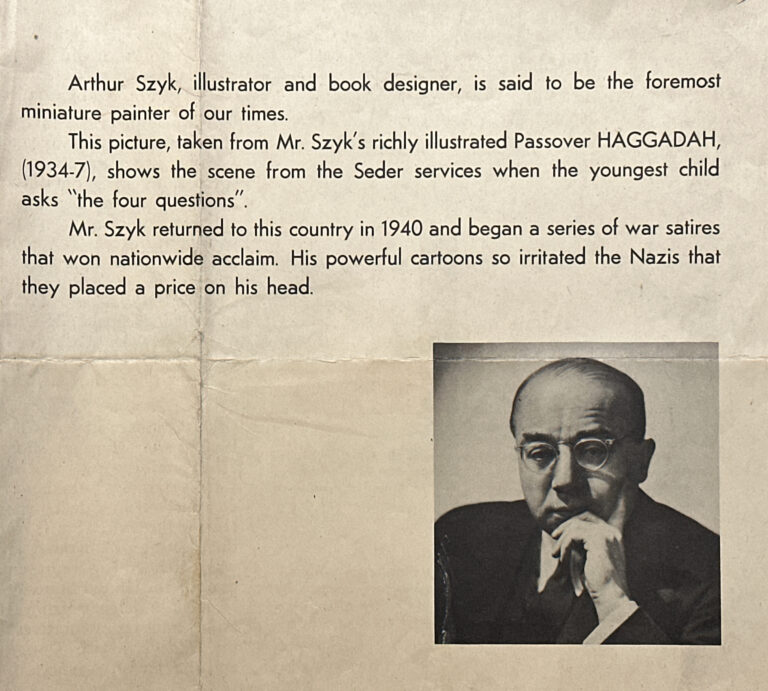 Arthur Szyk, illustrator and book designer, is said to be the foremost
miniature painter of our times.
This picture, taken from Mr. Szyk's richly illustrated Passover HAGGADAH,
(1934-7), shows the scene from the Seder services when the youngest child
asks "the four questions".
Mr. Szyk returned to this country in 1940 and began a series of war satires
that won nationwide acclaim. His powerful cartoons so irritated the Nazis that
they placed a price on his head.